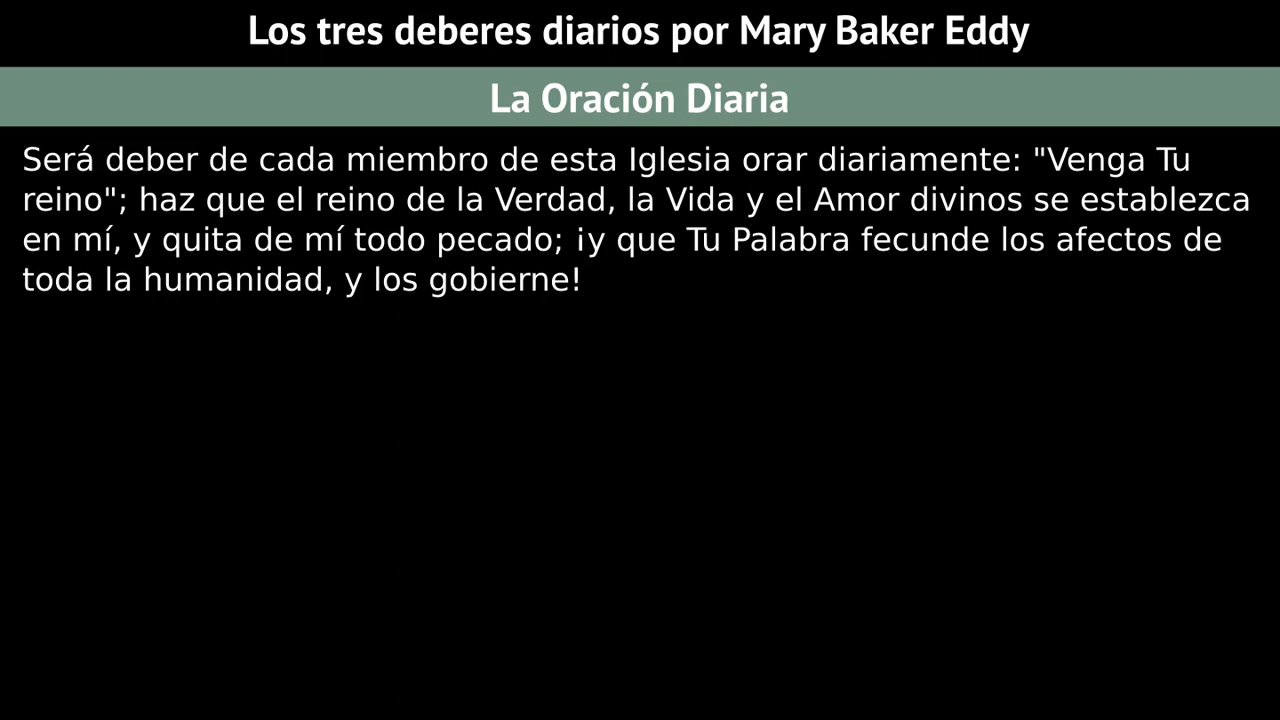 Los tres deberes diarios por Mary Baker Eddy
La Oración Diaria
Será deber de cada miembro de esta Iglesia orar diariamente: "Venga Tu
reino"; haz que el reino de la Verdad, la Vida y el Amor divinos se establezca
en mí, y quita de mí todo pecado; ¡y que Tu Palabra fecunde los afectos de
toda la humanidad, y los gobierne!